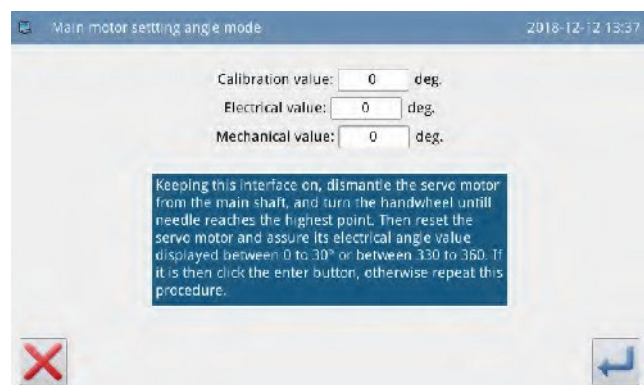 Main motor settting angle mode 2018-12-12 13:37
Calibration value: 0 deg.
Electrical value: 0 deg.
Mechanical value: 0 deg.
Keeping this interface on, dismantle the servo motor
from the main shaft, and turn the handwheel untill
needle reaches the highest point. Then reset the
servo motor and assure its electrical angle value
displayed between 0 to 30° or between 330 to 360. If
it is then click the enter button, otherwise repeat this
procedure.